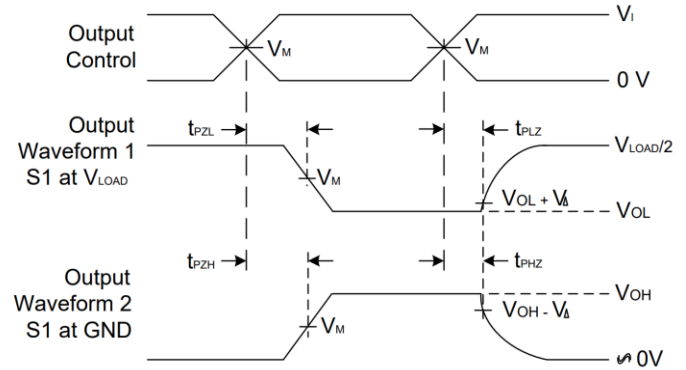 Output
Control
VM
VM
VI
0 V
Output
Waveform 1
S1 at VLOAD
tPZL
VM
tPLZ
VOL + VΔ
VLOAD/2
VOL
Output
Waveform 2
S1 at GND
tPZH
VM
tPHZ
VOH - VΔ
VOH
∽ 0V